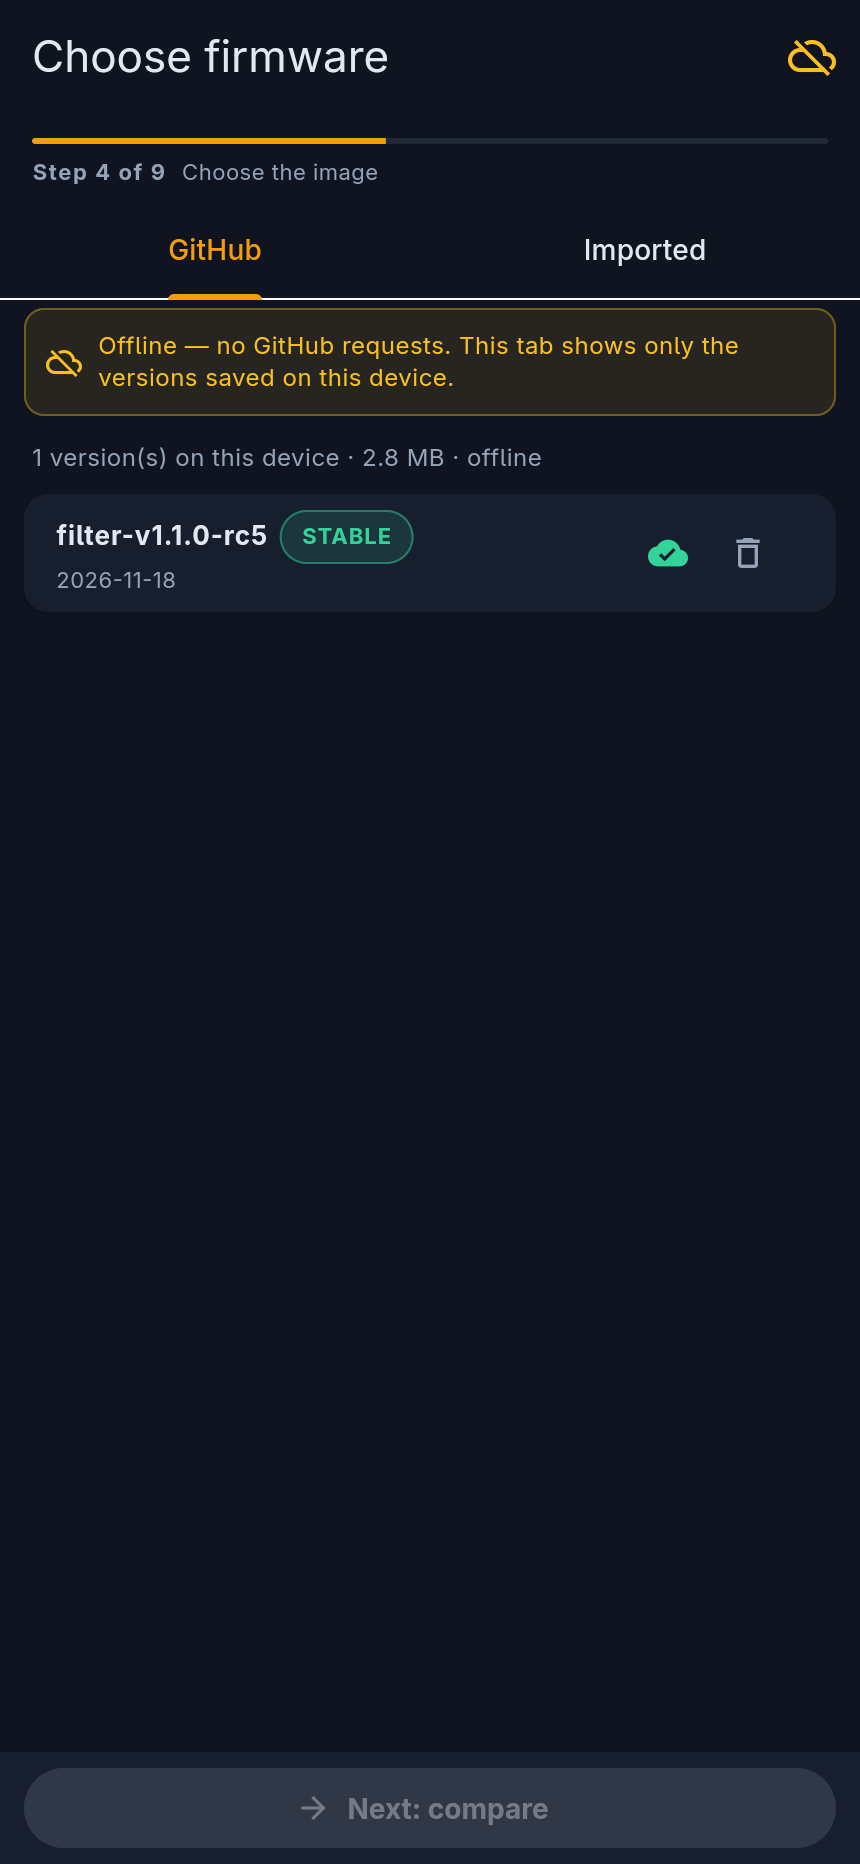 Choose firmware
Step 4 of 9 Choose the image
GitHub Imported
Offline — no GitHub requests. This tab shows only the
versions saved on this device.
1 version(s) on this device · 2.8 MB · offline
filter-v1.1.0-rc5 STABLE
2026-11-18
Next: compare